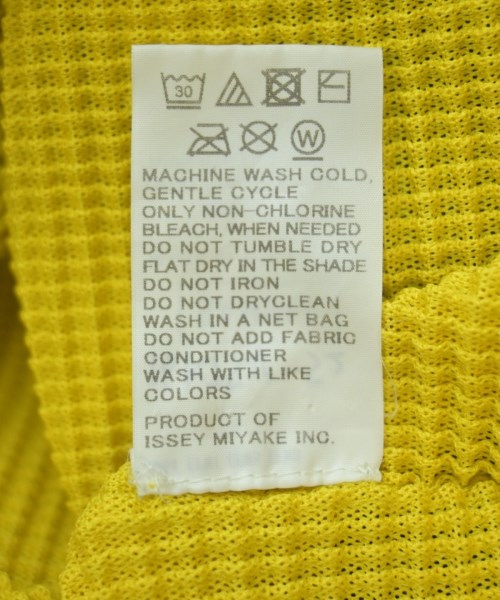 30
W
MACHINE WASH COLD,
GENTLE CYCLE
ONLY NON-CHLORINE
BLEACH, WHEN NEEDED
DO NOT TUMBLE DRY
FLAT DRY IN THE SHADE
DO NOT IRON
DO NOT DRYCLEAN
WASH IN A NET BAG
DO NOT ADD FABRIC
CONDITIONER
WASH WITH LIKE
COLORS
PRODUCT OF
ISSEY MIYAKE INC.